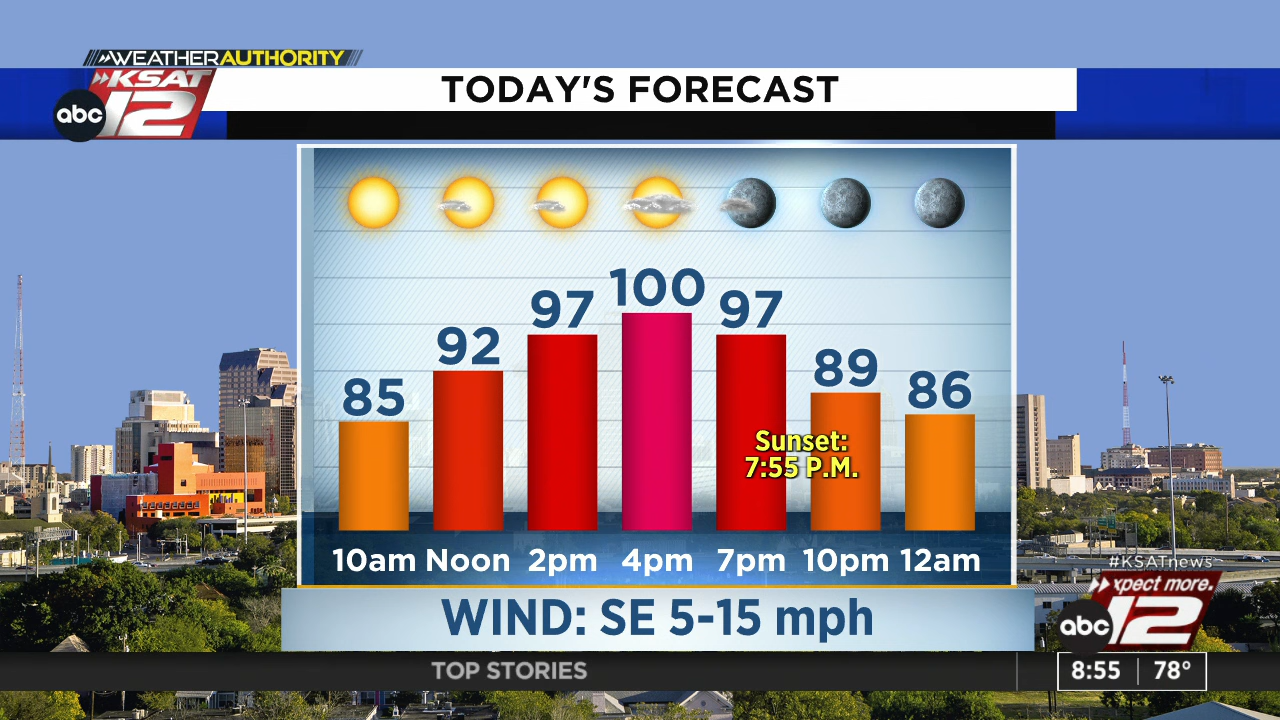 WEATHERAUTHORITY
KSAT
abc 12
TODAY'S FORECAST
85
92
97
100
97
89
86
Sunset:
7:55 P.M.
10am Noon 2pm 4pm 7pm 10pm 12am
WIND: SE 5-15 mph
#KSATnews
xpect more.
abc 12
TOP STORIES
8:55 78°